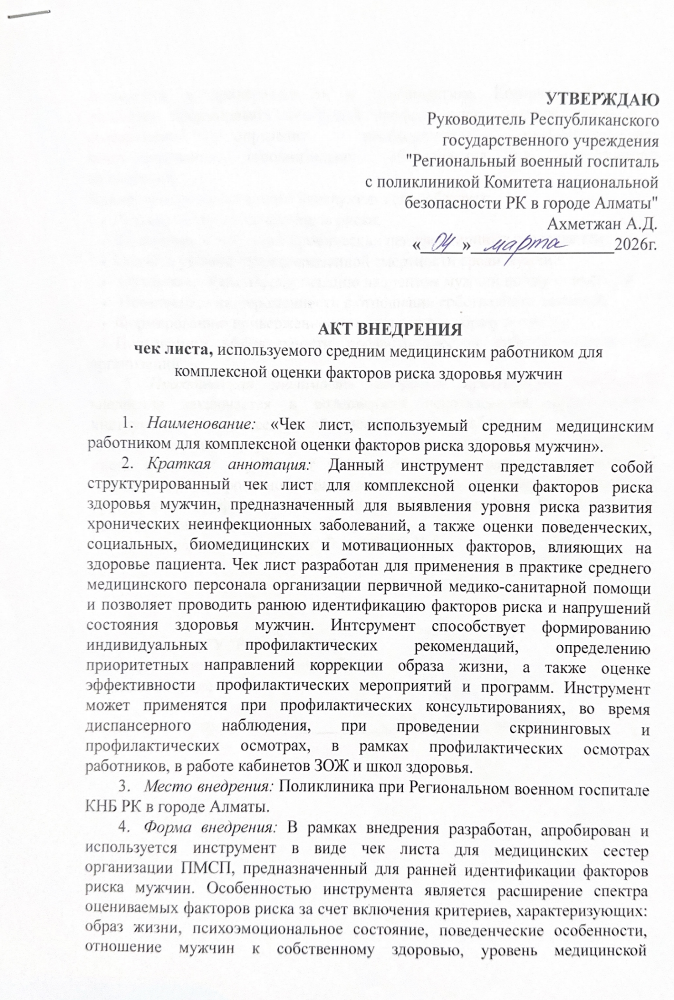 УТВЕРЖДАЮ
Руководитель Республиканского
государственного учреждения
"Региональный военный госпиталь
с поликлиникой Комитета национальной
безопасности РК в городе Алматы"
Ахметжан А.Д.
«04» марта 2026г.
АКТ ВНЕДРЕНИЯ
чек листа, используемого средним медицинским работником для
комплексной оценки факторов риска здоровья мужчин
1. Наименование: «Чек лист, используемый средним медицинским
работником для комплексной оценки факторов риска здоровья мужчин».
2. Краткая аннотация: Данный инструмент представляет собой
структурированный чек лист для комплексной оценки факторов риска
здоровья мужчин, предназначенный для выявления уровня риска развития
хронических неинфекционных заболеваний, а также оценки поведенческих,
социальных, биомедицинских и мотивационных факторов, влияющих на
здоровье пациента. Чек лист разработан для применения в практике среднего
медицинского персонала организации первичной медико-санитарной помощи
и позволяет проводить ранюю идентификацию факторов риска и напрушений
состояния здоровья мужчин. Интсрумент способствует формированию
индивидуальных профилактических рекомендаций, определению
приоритетных направлений коррекции образа жизни, а также оценке
эффективности профилактических мероприятий и программ. Инструмент
может применятся при профилактических консультированиях, во время
диспансерного наблюдения, при проведении скрининговых и
профилактических осмотрах, в рамках профилактических осмотрах
работников, в работе кабинетов ЗОЖ и школ здоровья.
3. Место внедрения: Поликлиника при Региональном военном госпитале
КНБ РК в городе Алматы.
4. Форма внедрения: В рамках внедрения разработан, апробирован и
используется инструмент в виде чек листа для медицинских сестер
организации ПМСП, предназначенный для ранней идентификации факторов
риска мужчин. Особенностью инструмента является расширение спектра
оцениваемых факторов риска за счет включения критериев, характеризующих:
образ жизни, психоэмоциональное состояние, поведенческие особенности,
отношение мужчин к собственному здоровью, уровень медицинской